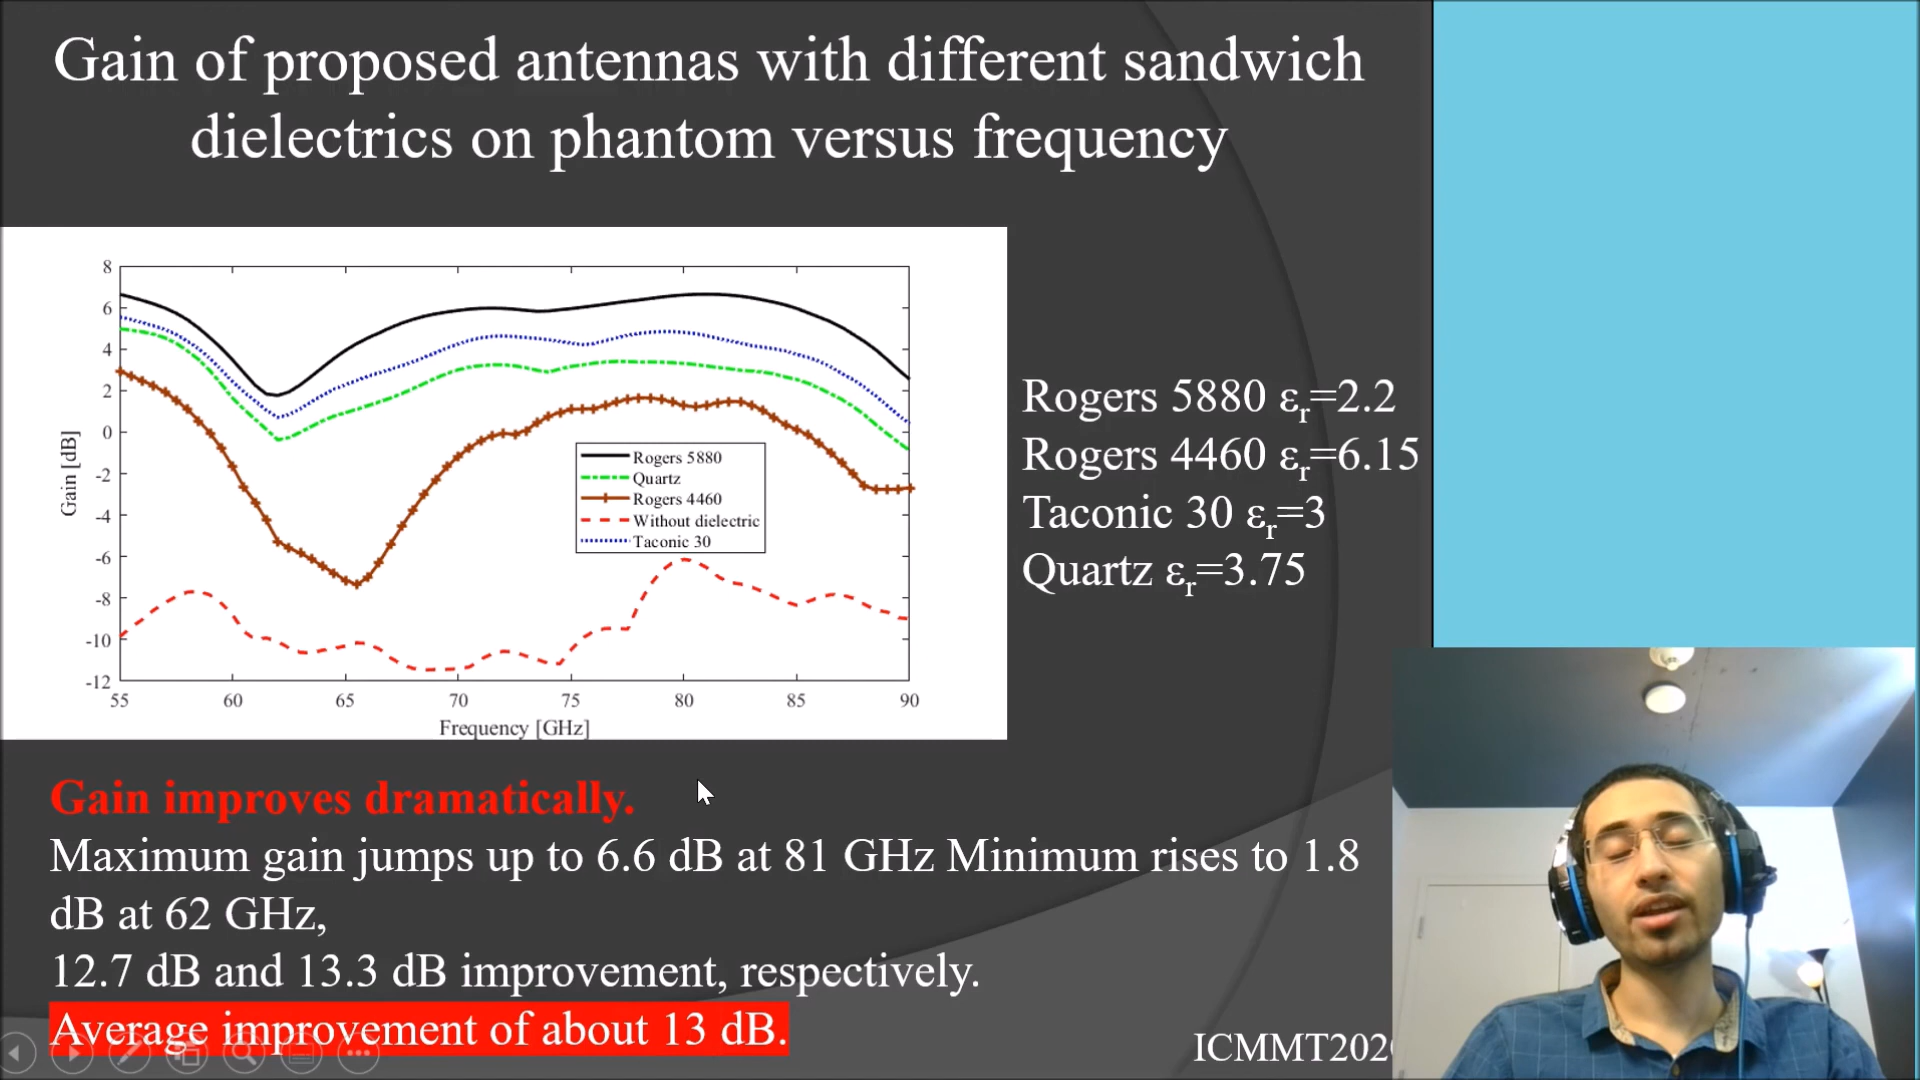 Gain of proposed antennas with different sandwich
dielectrics on phantom versus frequency
8
6
4
2
0
-2
-4
-6
-8
-10
-12
Gain [dB]
Rogers 5880
Quartz
Rogers 4460
Without dielectric
Taconic 30
55 60 65 70 75 80 85 90
Frequency [GHz]
Rogers 5880 εr=2.2
Rogers 4460 εr=6.15
Taconic 30 εr=3
Quartz εr=3.75
Gain improves dramatically.
Maximum gain jumps up to 6.6 dB at 81 GHz Minimum rises to 1.8
dB at 62 GHz,
12.7 dB and 13.3 dB improvement, respectively.
Average improvement of about 13 dB.
ICMMT202